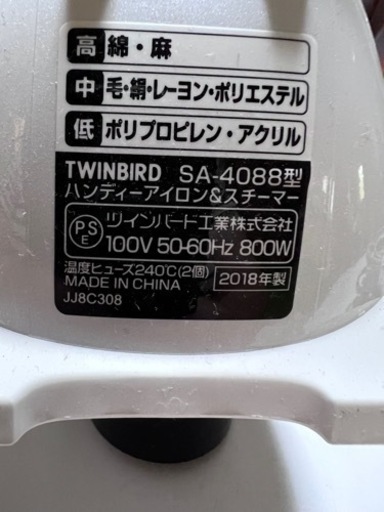 高 綿・麻
中 毛・絹・レーヨン・ポリエステル
低 ポリプロピレン・アクリル
TWINBIRD SA-4088型
ハンディーアイロン&スチーマー
PSE ツインバード工業株式会社
100V 50-60Hz 800W
温度ヒューズ240℃(2個) 2018年製
MADE IN CHINA
JJ8C308